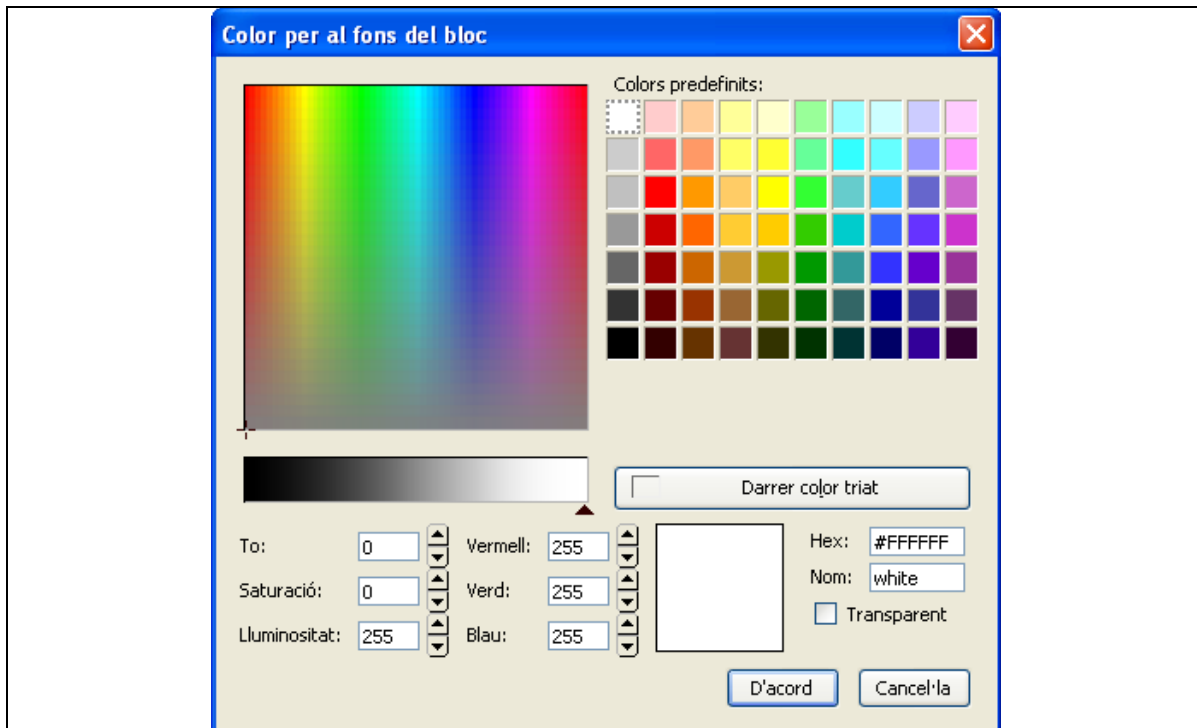 Color per al fons del bloc
Colors predefinits:
Darrer color triat
To: 0 Vermell: 255 Hex: #FFFFFF
Nom: white
Saturació: 0 Verd: 255
Transparent
Lluminositat: 255 Blau: 255
D'acord Cancel·la